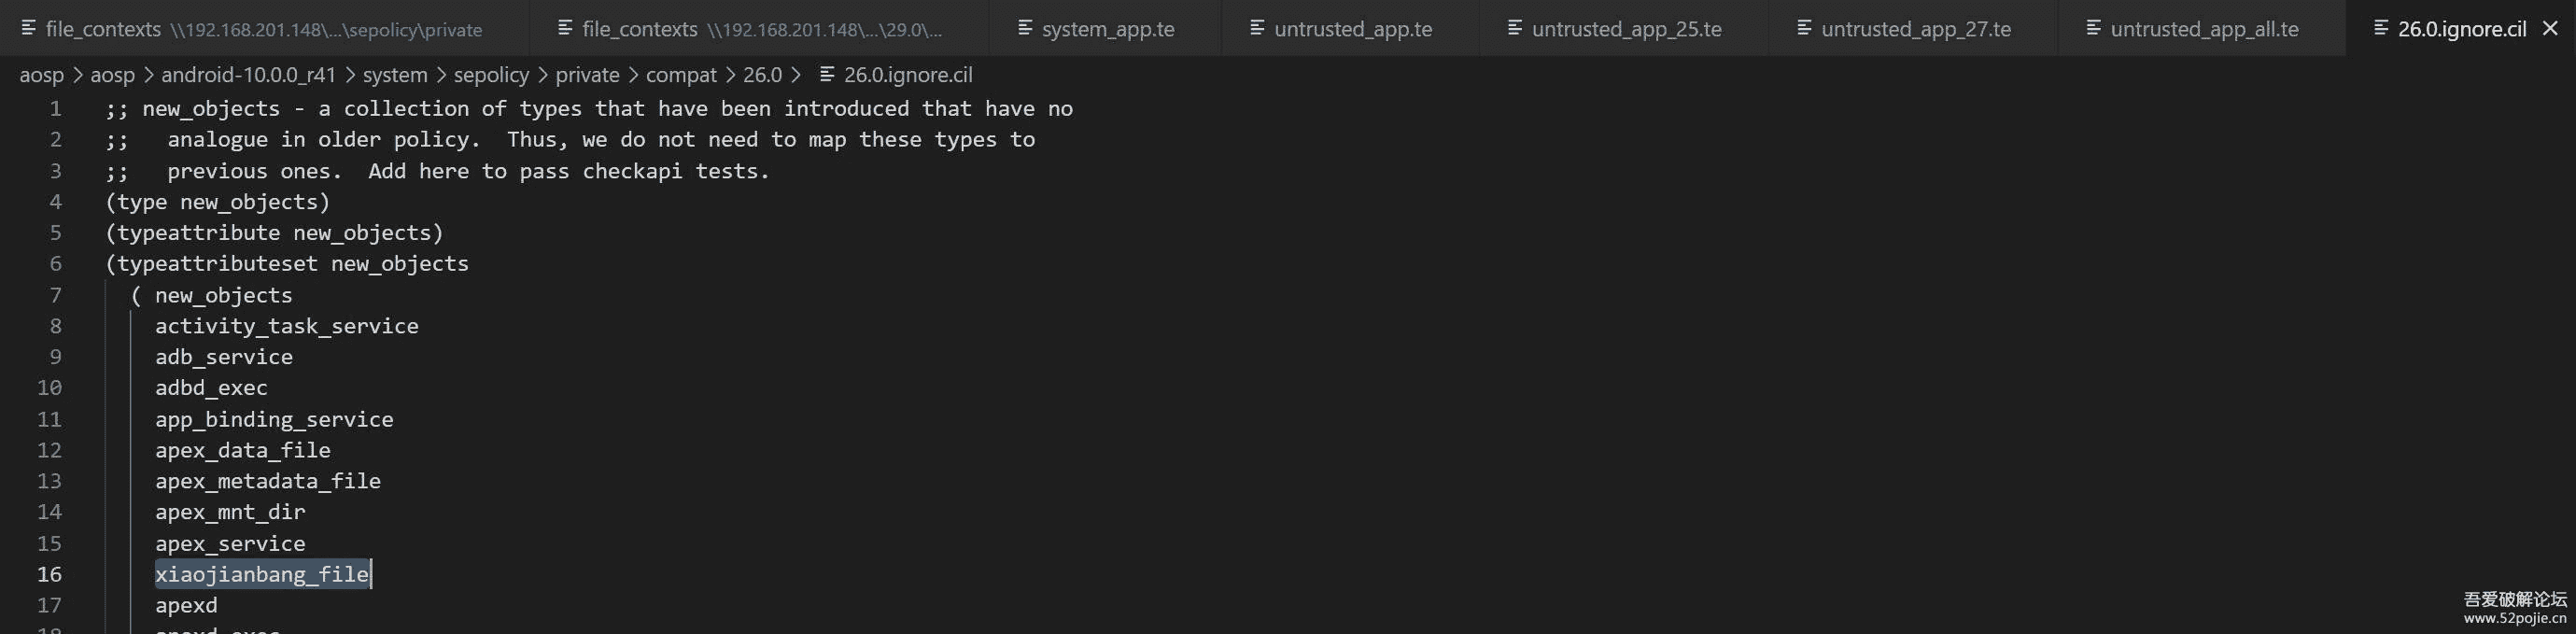 file_contexts \\192.168.201.148\...\sepolicy\private file_contexts \\192.168.201.148\...\29.0\... system_app.te untrusted_app.te untrusted_app_25.te untrusted_app_27.te untrusted_app_all.te 26.0.ignore.cil
aosp > aosp > android-10.0.0_r41 > system > sepolicy > private > compat > 26.0 > 26.0.ignore.cil
1 ;; new_objects - a collection of types that have been introduced that have no
2 ;;   analogue in older policy.  Thus, we do not need to map these types to
3 ;;   previous ones.  Add here to pass checkapi tests.
4 (type new_objects)
5 (typeattribute new_objects)
6 (typeattributeset new_objects
7 ( new_objects
8 activity_task_service
9 adb_service
10 adbd_exec
11 app_binding_service
12 apex_data_file
13 apex_metadata_file
14 apex_mnt_dir
15 apex_service
16 xiaojianbang_file
17 apexd
18 apexd_exec
吾爱破解论坛
www.52pojie.cn